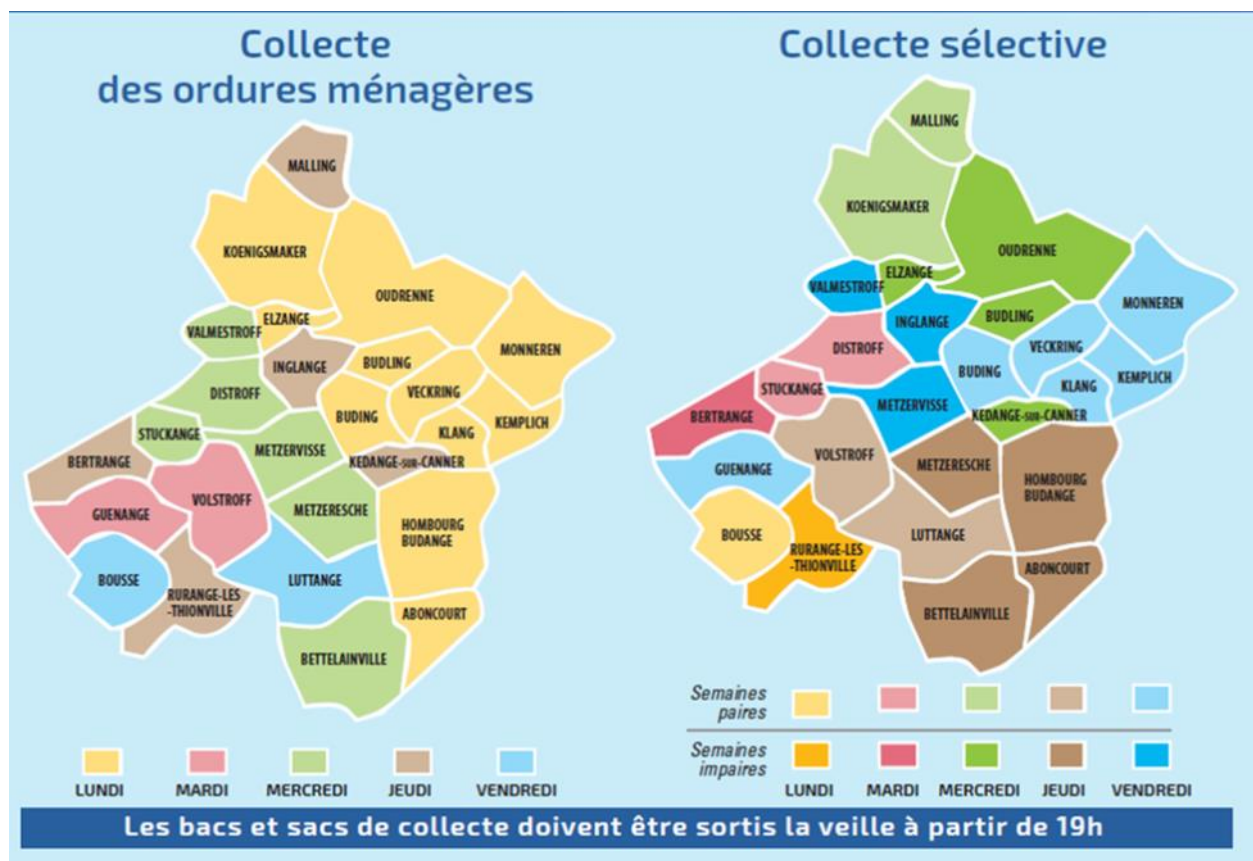 Collecte
des ordures ménagères
MALLING
KOENIGSMAKER
OUDRENNE
ELZANGE
VALMESTROFF
MONNEREN
INGLANGE
BUDLING
DISTROFF
VECKRING
KEMPLICH
BUDING
KLANG
STUCKANGE
METZERVISSE
BERTRANGE
KEDANGE-SUR-CANNER
VOLSTROFF
METZERESCHE
GUENANGE
HOMBOURG
BUDANGE
BOUSSE
LUTTANGE
RURANGE-LES
-THIONVILLE
ABONCOURT
BETTELAINVILLE
LUNDI MARDI MERCREDI JEUDI VENDREDI
Collecte sélective
MALLING
KOENIGSMAKER
OUDRENNE
ELZANGE
VALMESTROFF
MONNEREN
BUDLING
INGLANGE
VECKRING
DISTROFF
BUDING
KEMPLICH
KLANG
STUCKANGE
METZERVISSE
KEDANGE-SUR-CANNER
BERTRANGE
VOLSTROFF
METZERESCHE
GUENANGE
HOMBOURG
BUDANGE
BOUSSE
LUTTANGE
RURANGE-LES
-THIONVILLE
ABONCOURT
BETTELAINVILLE
Semaines
paires
Semaines
impaires
LUNDI MARDI MERCREDI JEUDI VENDREDI
Les bacs et sacs de collecte doivent être sortis la veille à partir de 19h